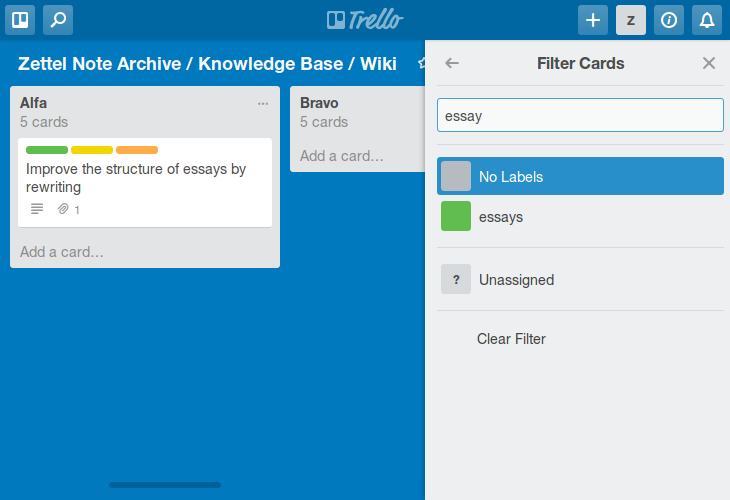 Trello
Z
Zettel Note Archive / Knowledge Base / Wiki
Filter Cards
Alfa
5 cards
Improve the structure of essays by
rewriting
1
Add a card…
Bravo
5 cards
Add a card…
essay
No Labels
essays
? Unassigned
Clear Filter